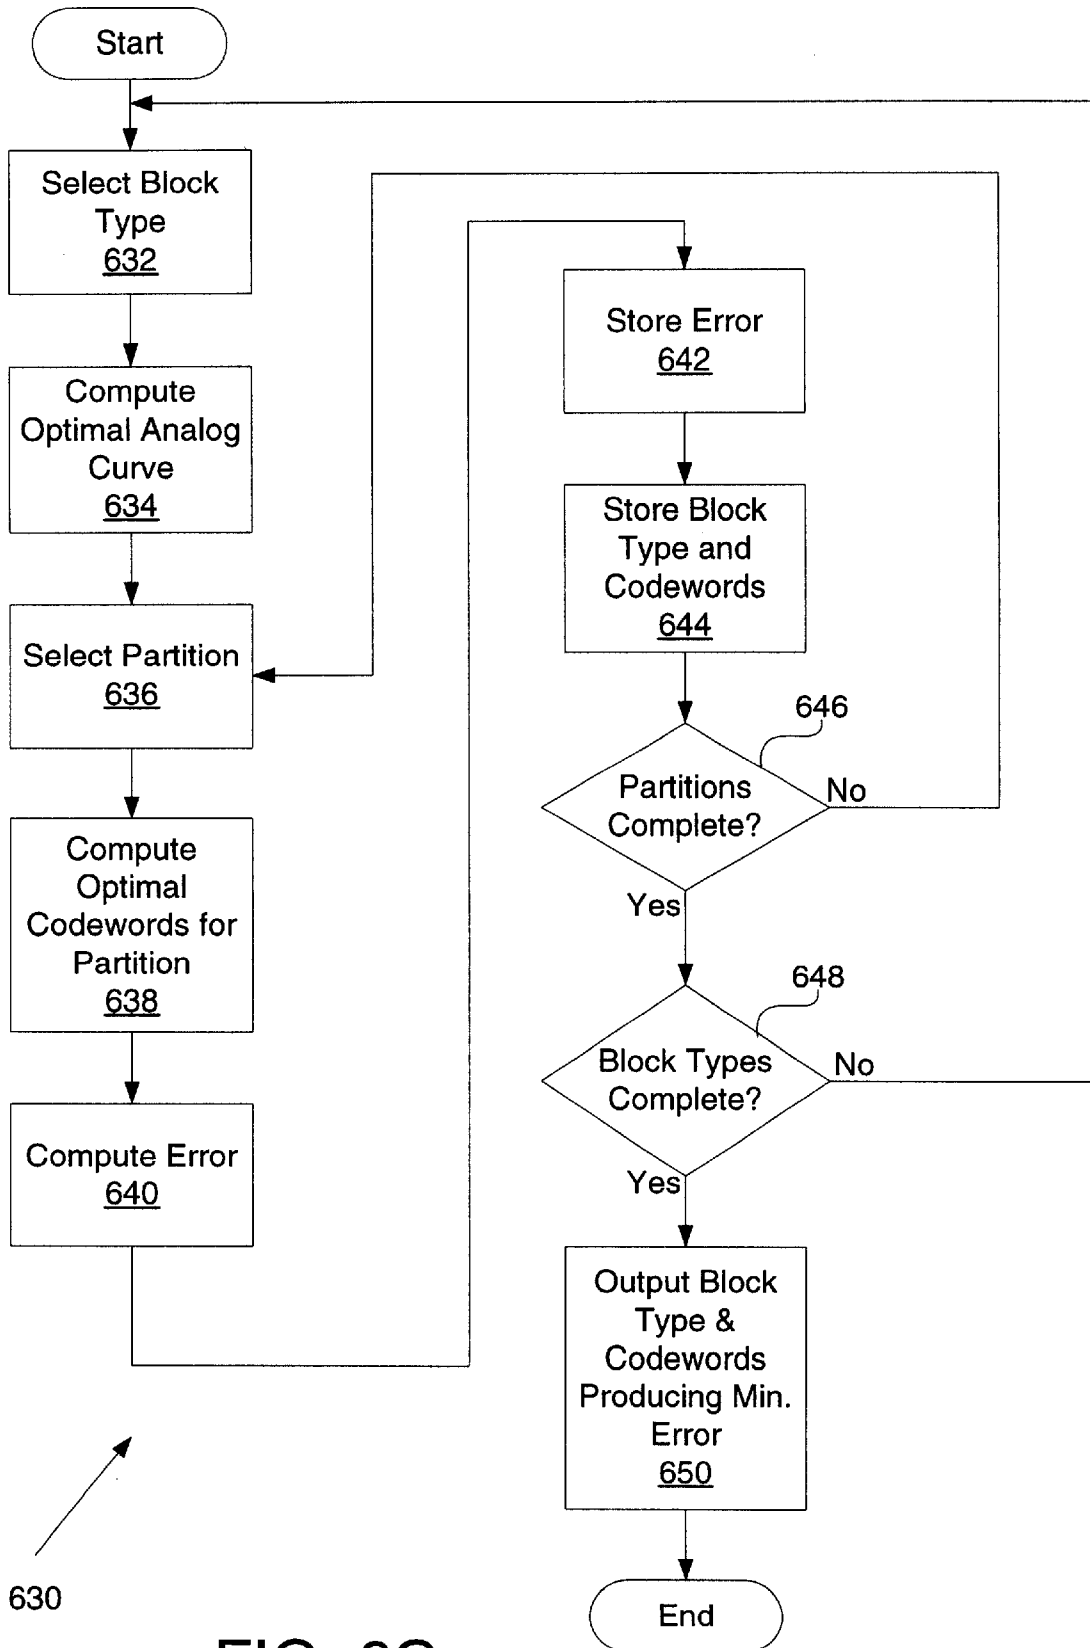 Start
Select Block
Type
632
Compute
Optimal Analog
Curve
634
Select Partition
636
Compute
Optimal
Codewords for
Partition
638
Compute Error
640
630
Store Error
642
Store Block
Type and
Codewords
644
646
Partitions
Complete?
No
Yes
648
Block Types
Complete?
No
Yes
Output Block
Type &
Codewords
Producing Min.
Error
650
End
FIG.